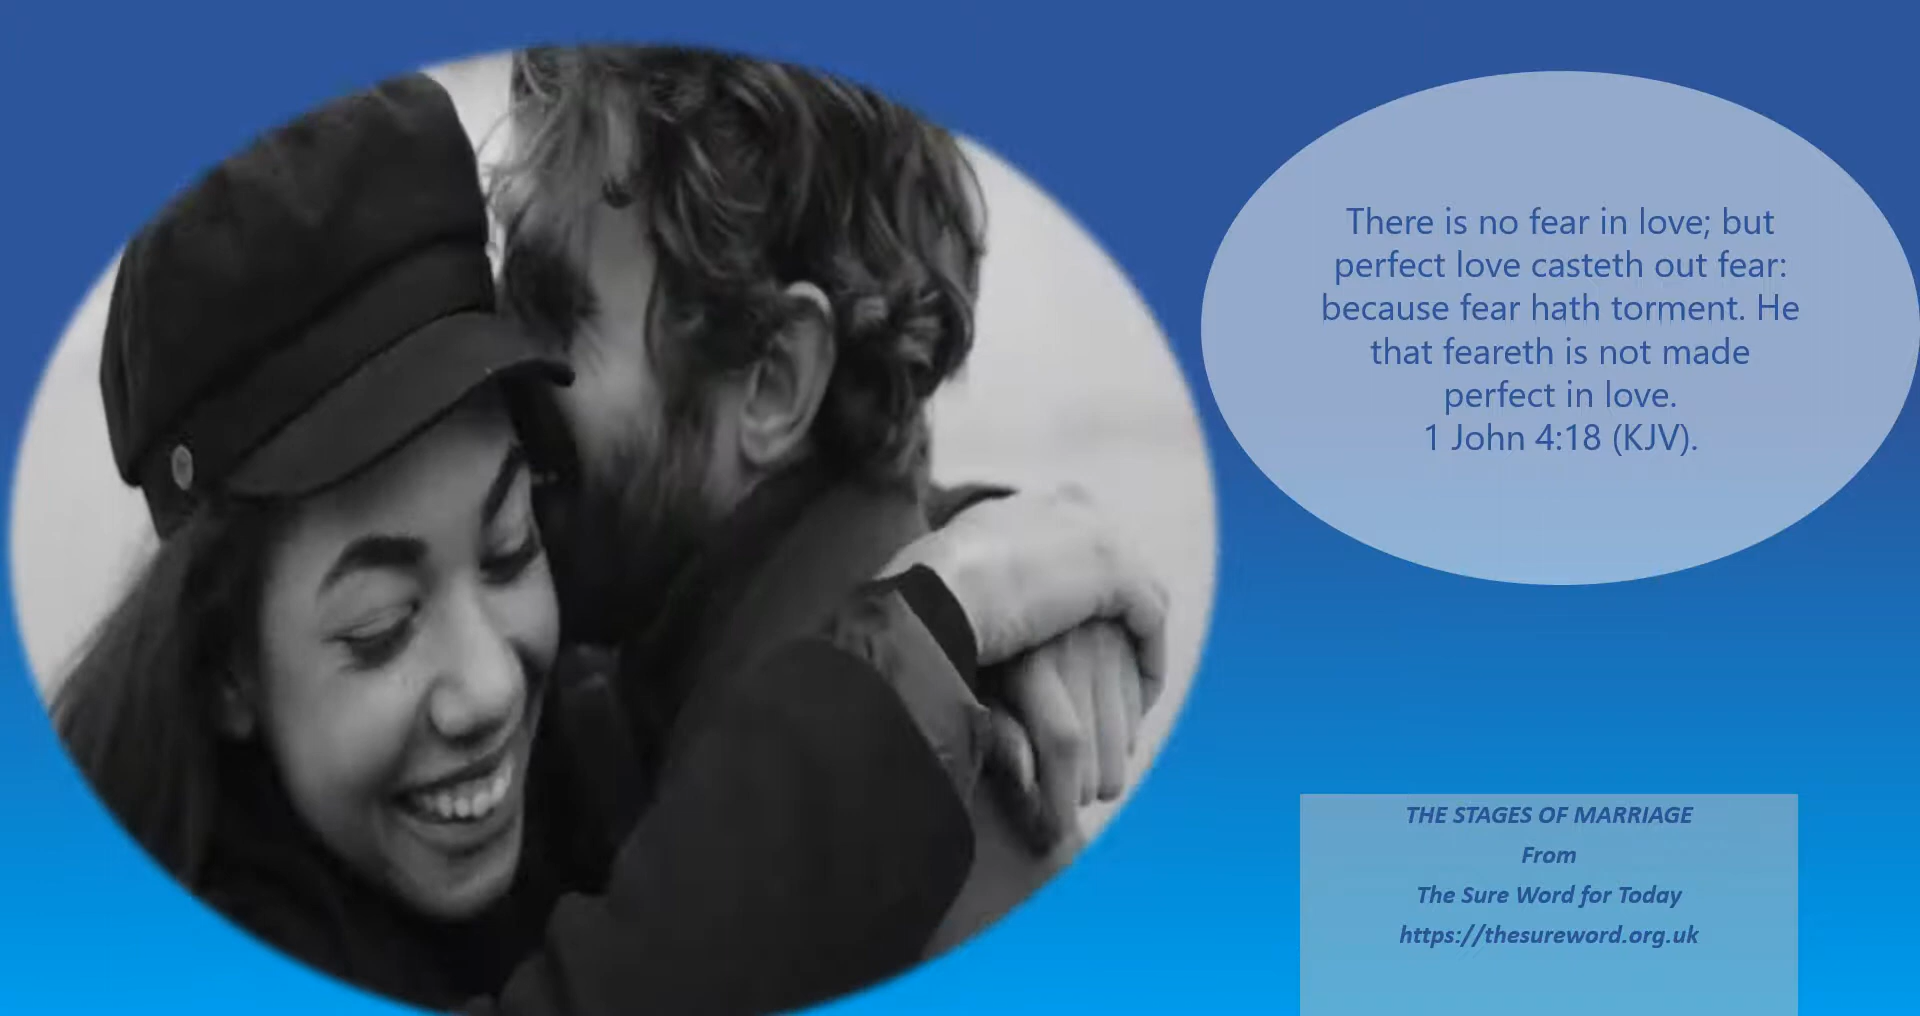 There is no fear in love; but
perfect love casteth out fear:
because fear hath torment. He
that feareth is not made
perfect in love.
1 John 4:18 (KJV).
THE STAGES OF MARRIAGE
From
The Sure Word for Today
https://thesureword.org.uk